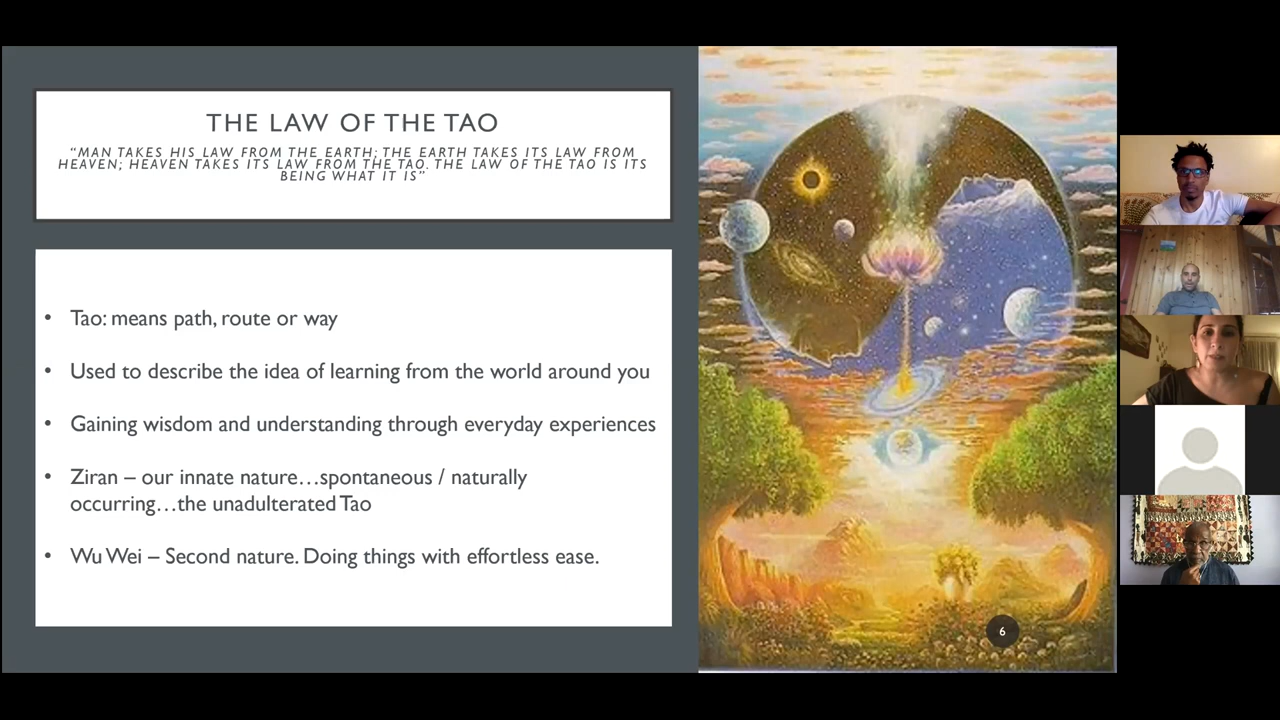 THE LAW OF THE TAO
“MAN TAKES HIS LAW FROM THE EARTH; THE EARTH TAKES ITS LAW FROM
HEAVEN; HEAVEN TAKES ITS LAW FROM THE TAO. THE LAW OF THE TAO IS ITS
BEING WHAT IT IS”
• Tao: means path, route or way
• Used to describe the idea of learning from the world around you
• Gaining wisdom and understanding through everyday experiences
• Ziran – our innate nature…spontaneous / naturally
occurring…the unadulterated Tao
• Wu Wei – Second nature. Doing things with effortless ease.
6